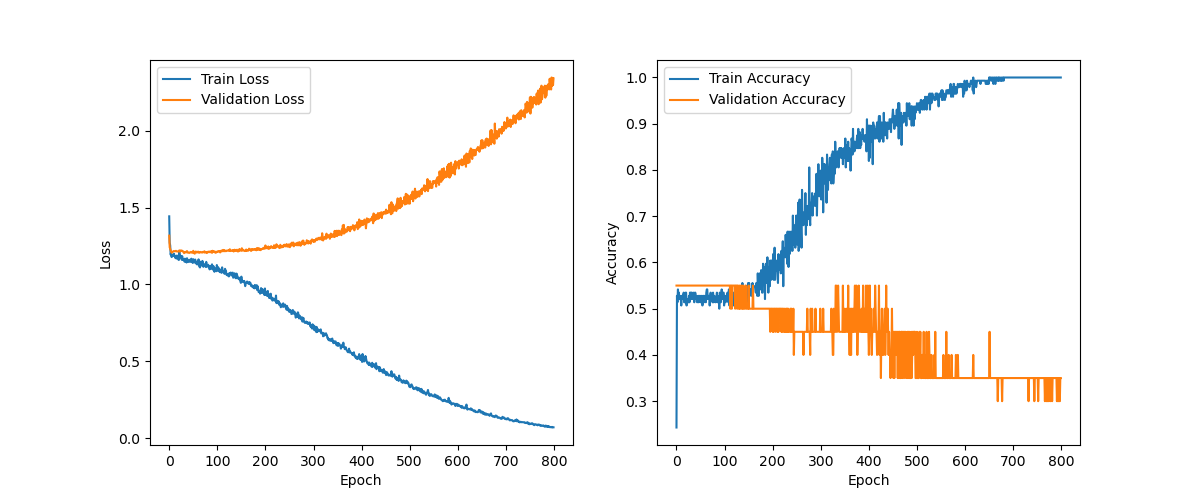 Train Loss
Validation Loss
2.0
1.5
1.0
0.5
0.0
Loss
0 100 200 300 400 500 600 700 800
Epoch
Train Accuracy
Validation Accuracy
1.0
0.9
0.8
0.7
0.6
0.5
0.4
0.3
Accuracy
0 100 200 300 400 500 600 700 800
Epoch